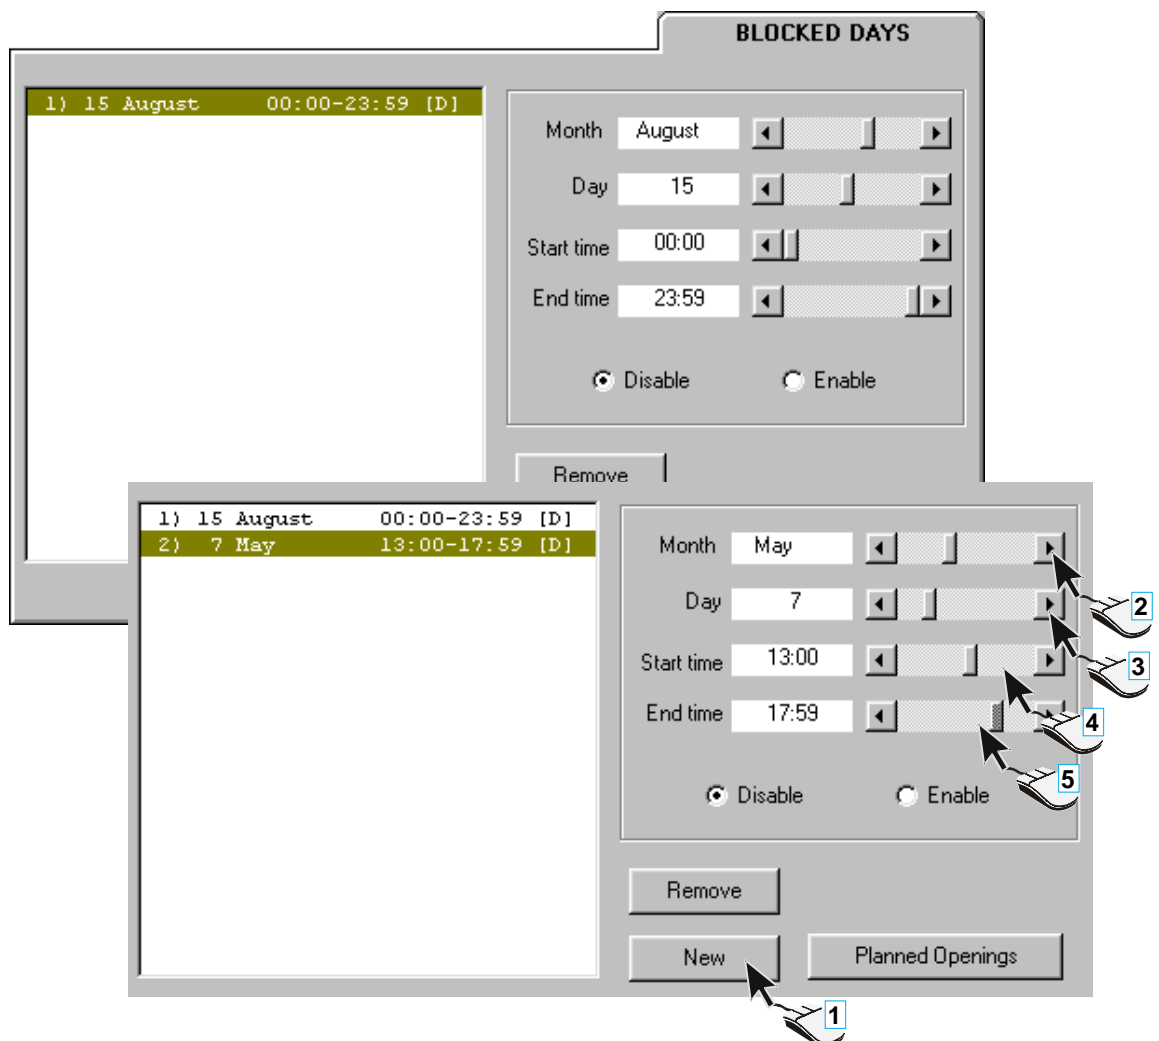 BLOCKED DAYS
1) 15 August 00:00-23:59 [D]
Month August
Day 15
Start time 00:00
End time 23:59
Disable Enable
Remove
1) 15 August 00:00-23:59 [D]
2) 7 May 13:00-17:59 [D]
Month May
2
Day 7
3
Start time 13:00
4
End time 17:59
5
Disable Enable
Remove
New Planned Openings
1